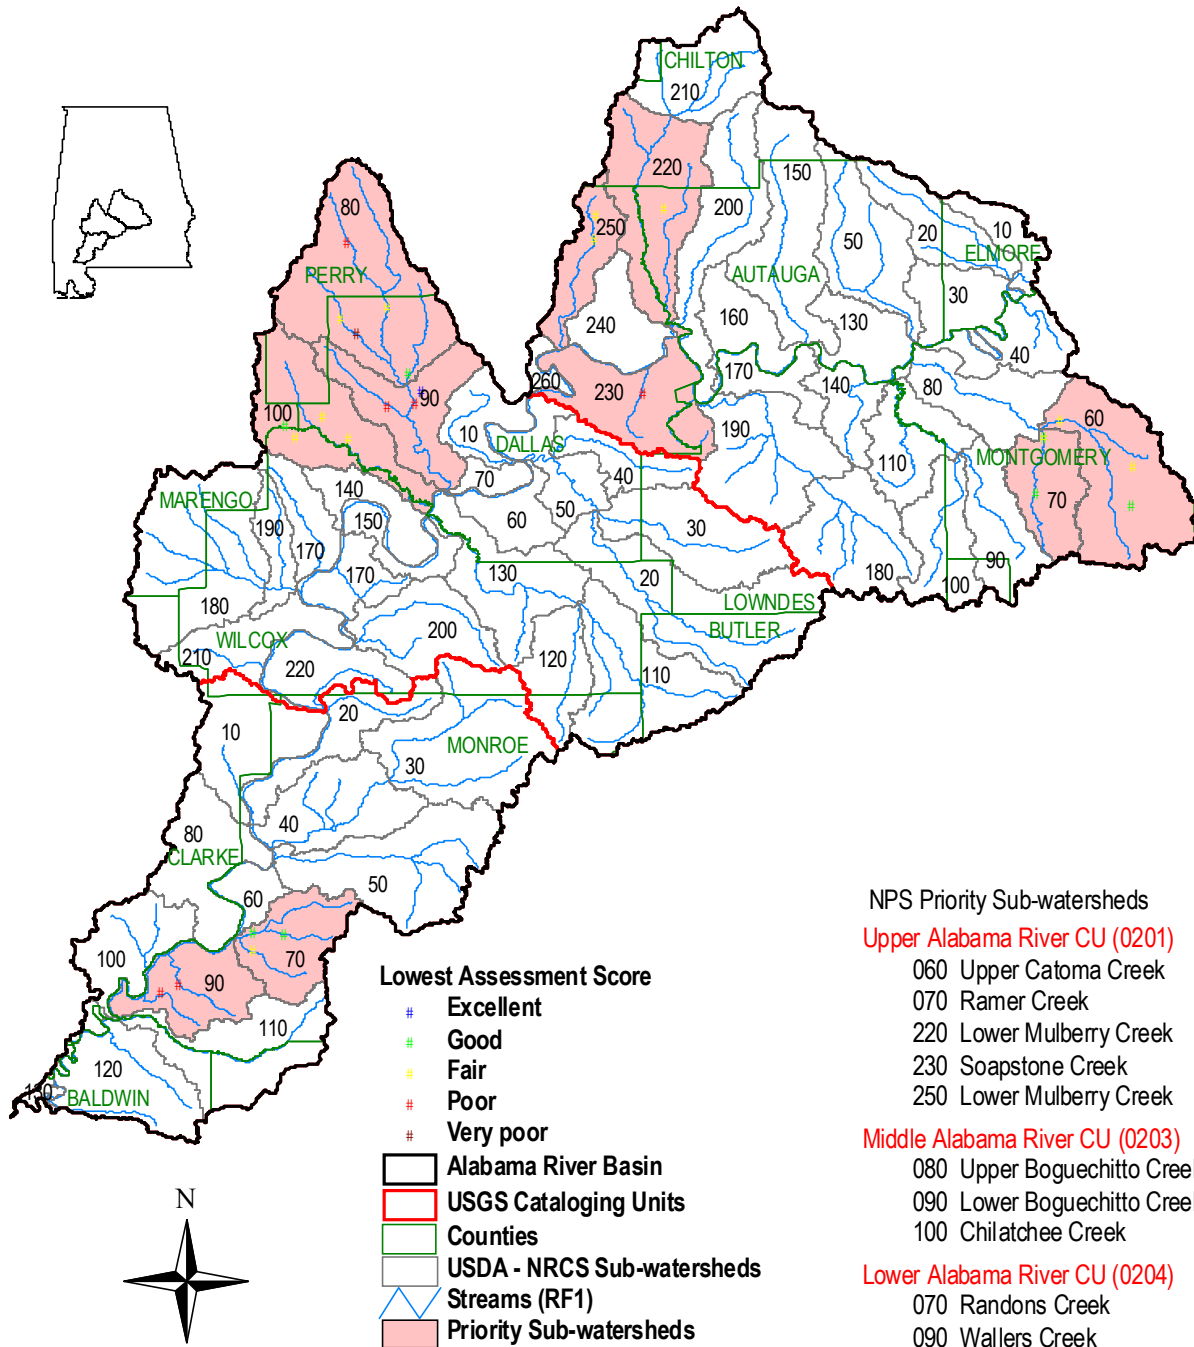 CHILTON
210
220
150
80
200
250
50
20
10
ELMORE
PERRY
AUTAUGA
30
240
160
130
40
170
260
230
140
80
60
100
90
10
DALLAS
190
MONTGOMERY
110
70
40
70
MARENGO
140
190
150
60
50
30
170
170
130
20
180
100
90
180
LOWNDES
WILCOX
200
BUTLER
210
220
120
110
10
20
MONROE
30
80
40
CLARKE
50
60
100
90
70
110
120
BALDWIN
N
Lowest Assessment Score
# Excellent
# Good
# Fair
# Poor
# Very poor
Alabama River Basin
USGS Cataloging Units
Counties
USDA - NRCS Sub-watersheds
Streams (RF1)
Priority Sub-watersheds
NPS Priority Sub-watersheds
Upper Alabama River CU (0201)
060 Upper Catoma Creek
070 Ramer Creek
220 Lower Mulberry Creek
230 Soapstone Creek
250 Lower Mulberry Creek
Middle Alabama River CU (0203)
080 Upper Boguechitto Cree
090 Lower Boguechitto Cree
100 Chilatchee Creek
Lower Alabama River CU (0204)
070 Randons Creek
090 Wallers Creek